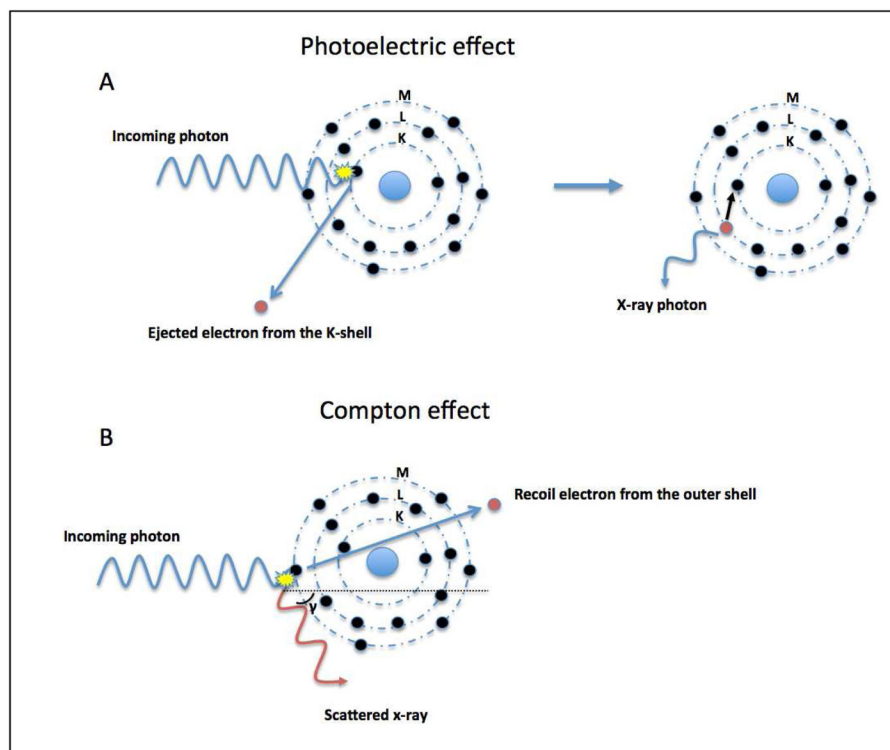 Photoelectric effect
A
M
L
K
Incoming photon
Ejected electron from the K-shell
M
L
K
X-ray photon
Compton effect
B
M
L
K
Recoil electron from the outer shell
Incoming photon
γ
Scattered x-ray